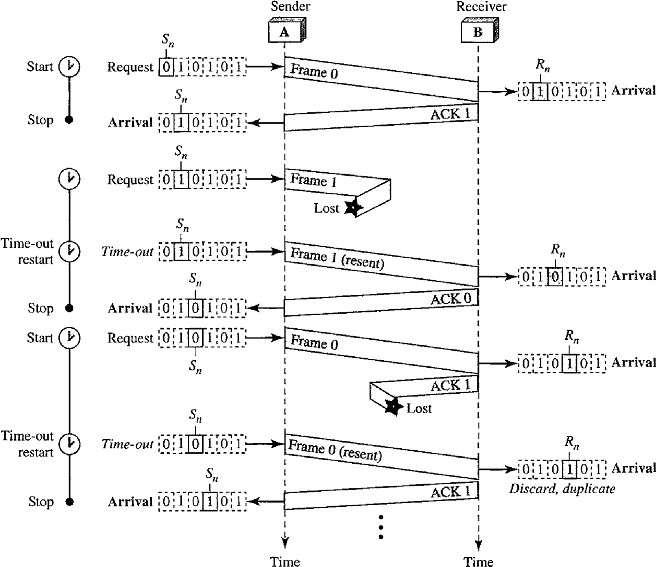 Sender Receiver
A B
Sn
Start Request 0 1 0 1 0 1 Frame 0
Rn
0 1 0 1 0 1 Arrival
Sn
Stop Arrival 0 1 0 1 0 1 ACK 1
Sn
Request 0 1 0 1 0 1 Frame 1
Lost
Sn
Time-out
restart
Time-out 0 1 0 1 0 1 Frame 1 (resent)
Rn
0 1 0 1 0 1 Arrival
Sn
Stop Arrival 0 1 0 1 0 1 ACK 0
Start Request 0 1 0 1 0 1 Frame 0
Sn
Rn
0 1 0 1 0 1 Arrival
ACK 1
Lost
Sn
Time-out
restart
Time-out 0 1 0 1 0 1 Frame 0 (resent)
Rn
0 1 0 1 0 1 Arrival
Discard, duplicate
Sn
Stop Arrival 0 1 0 1 0 1 ACK 1
Time Time